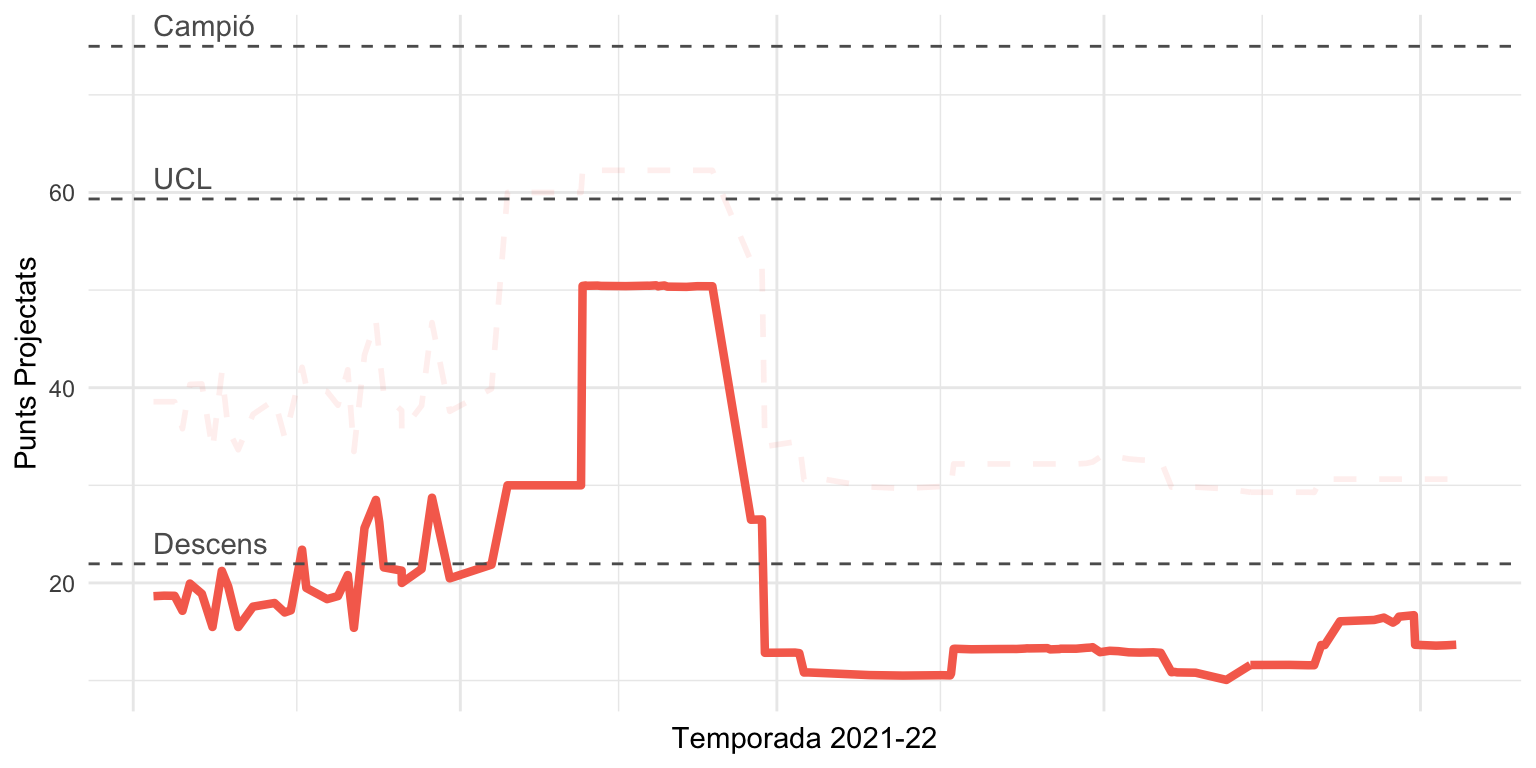 Campió
UCL
60
40
Descens
20
Punts Projectats
Temporada 2021-22